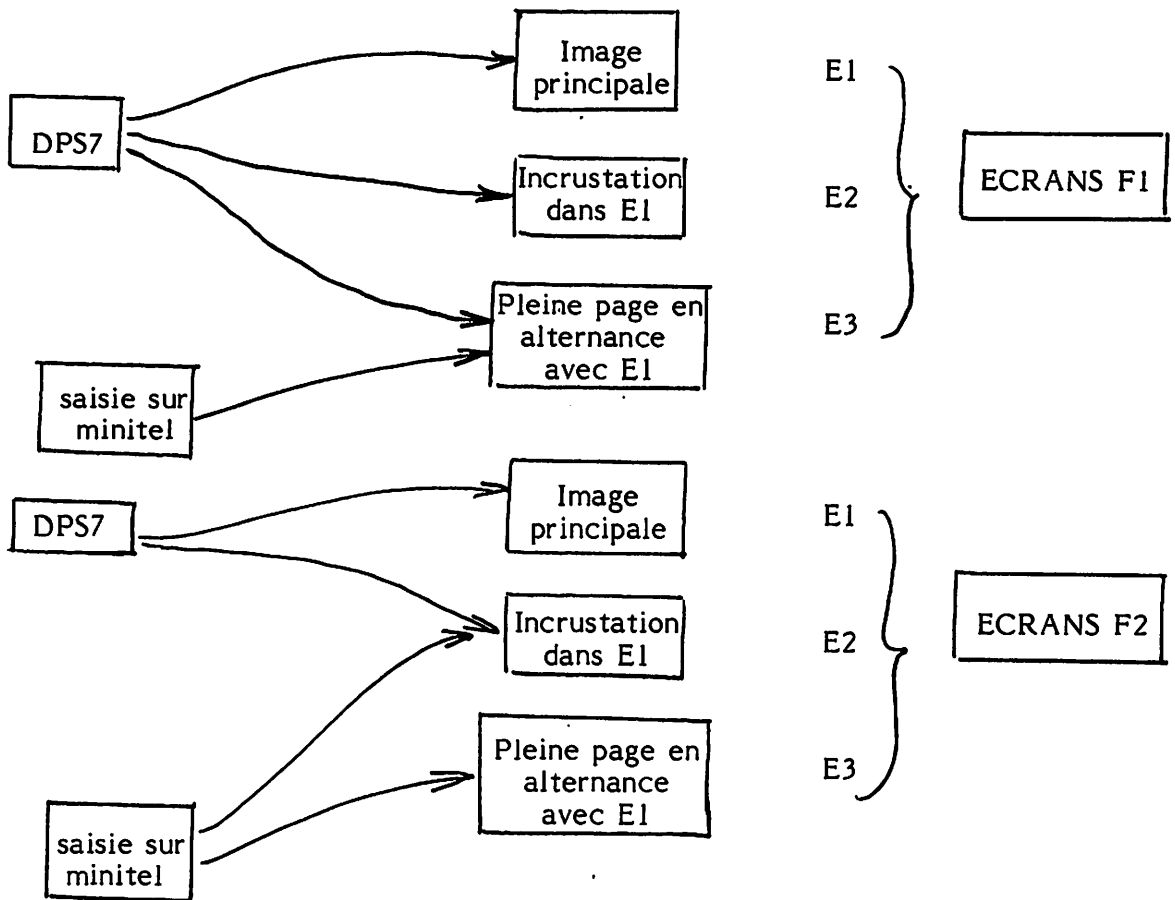 Image
principale
E1
DPS7
ECRANS F1
Incrustation
dans E1
E2
Pleine page en
alternance
avec E1
E3
saisie sur
minitel
Image
principale
E1
DPS7
ECRANS F2
Incrustation
dans E1
E2
Pleine page en
alternance
avec E1
E3
saisie sur
minitel